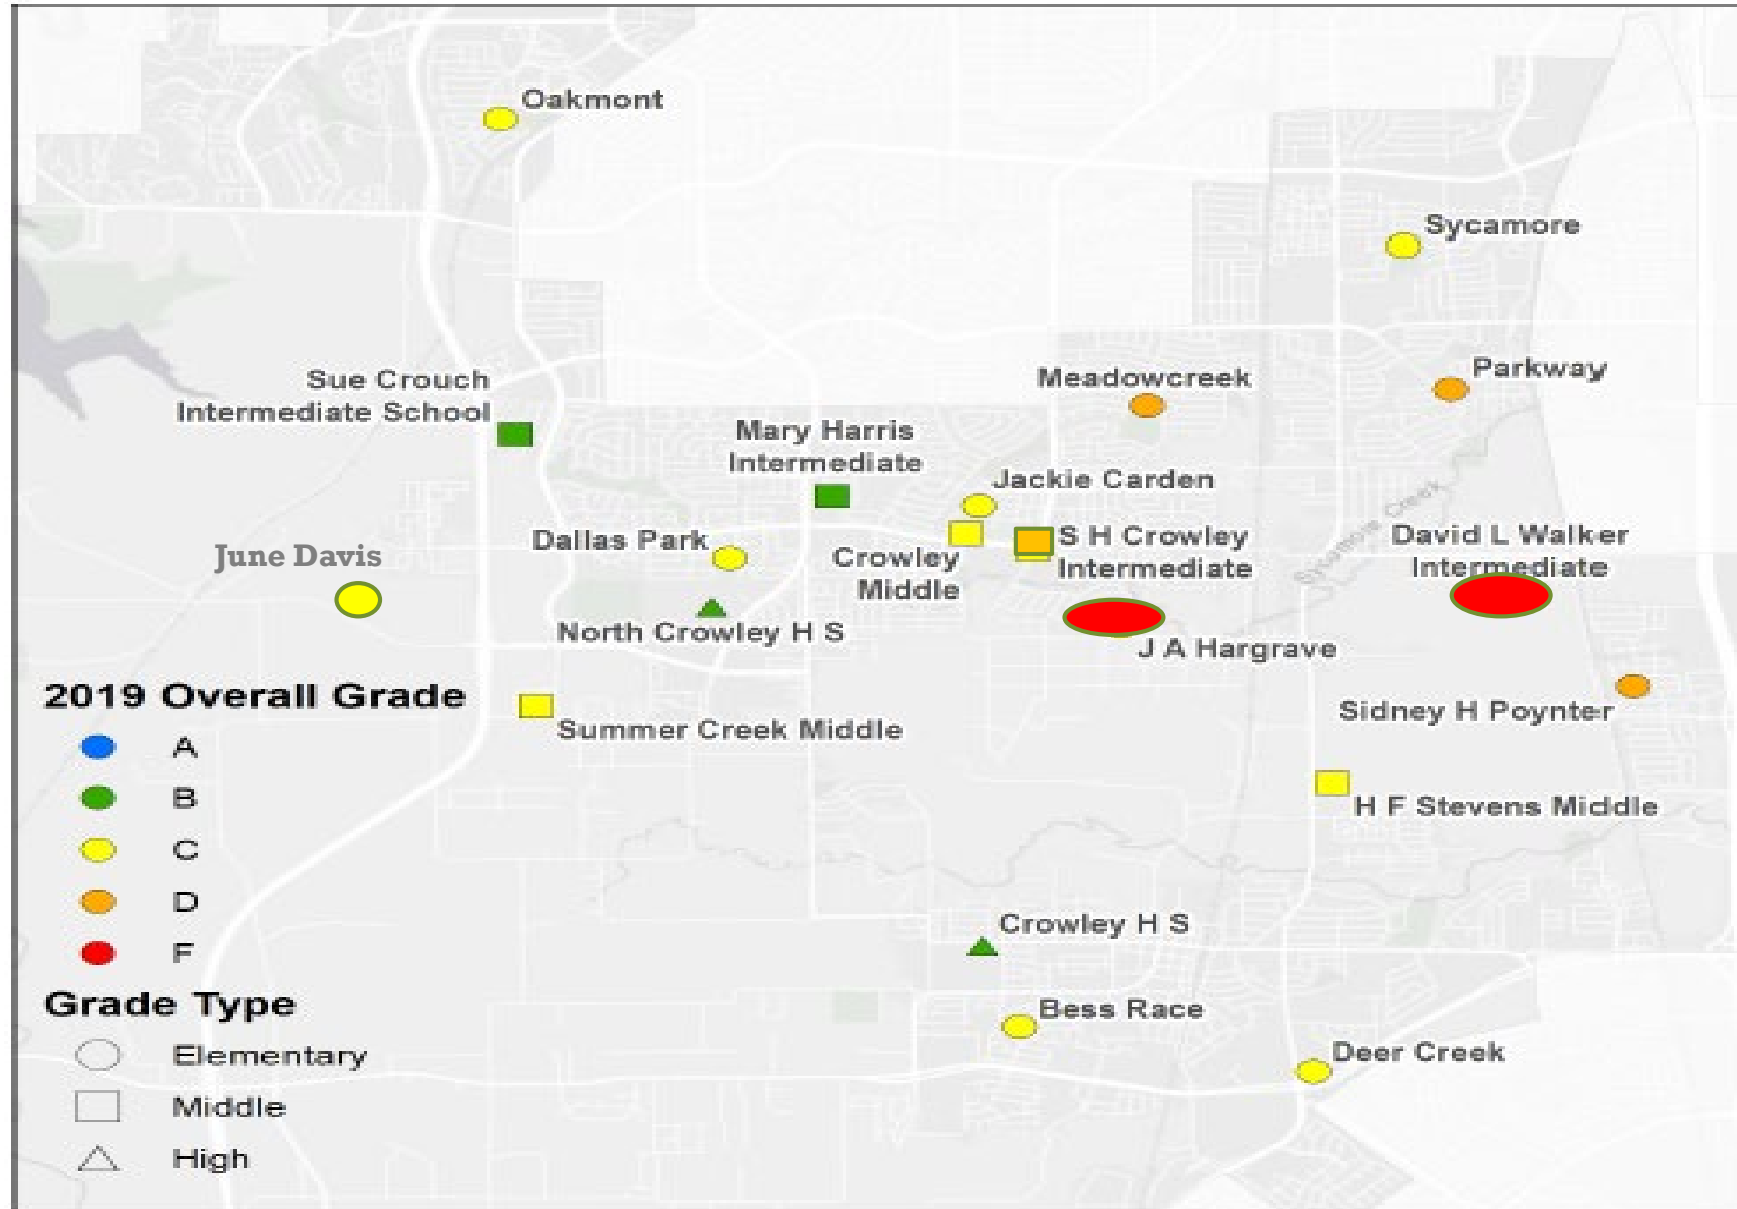 Oakmont
Sycamore
Parkway
Meadowcreek
Sue Crouch
Intermediate School
Mary Harris
Intermediate
Jackie Carden
Dallas Park
Crowley
Middle
S H Crowley
Intermediate
Sycamore Creek
David L Walker
Intermediate
June Davis
North Crowley H S
J A Hargrave
Sidney H Poynter
Summer Creek Middle
H F Stevens Middle
Crowley H S
Bess Race
Deer Creek
2019 Overall Grade
A
B
C
D
F
Grade Type
Elementary
Middle
High